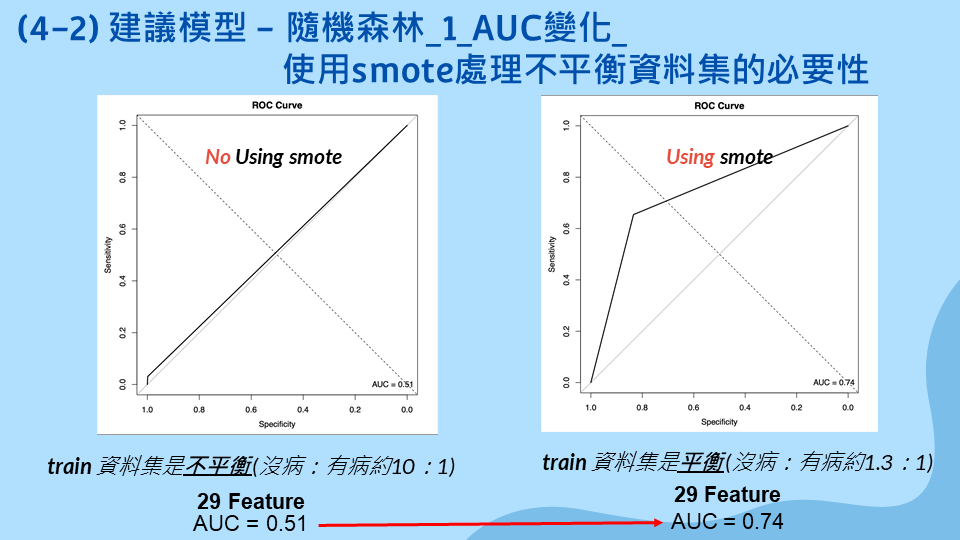 (4-2) 建議模型 - 隨機森林_1_AUC變化_
使用smote處理不平衡資料集的必要性
ROC Curve
No Using smote
Sensitivity
1.0
0.8
0.6
0.4
0.2
0.0
AUC = 0.51
1.0 0.8 0.6 0.4 0.2 0.0
Specificity
ROC Curve
Using smote
Sensitivity
1.0
0.8
0.6
0.4
0.2
0.0
AUC = 0.74
1.0 0.8 0.6 0.4 0.2 0.0
Specificity
train 資料集是不平衡(沒病：有病約10：1)
29 Feature
AUC = 0.51
train 資料集是平衡(沒病：有病約1.3：1)
29 Feature
AUC = 0.74